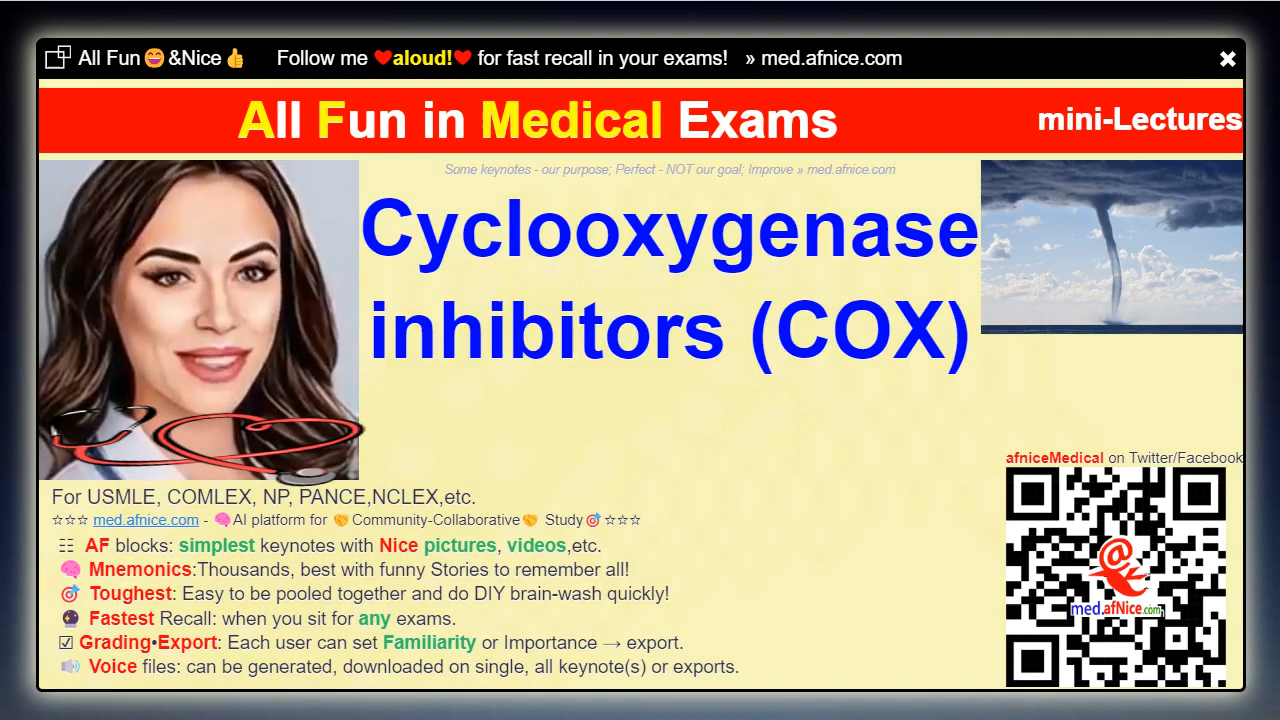 All Fun😄&Nice👍 Follow me ❤aloud!❤ for fast recall in your exams! » med.afnice.com ✖
All Fun in Medical Exams
mini-Lectures
Some keynotes - our purpose; Perfect - NOT our goal; Improve » med.afnice.com
Cyclooxygenase
inhibitors (COX)
afniceMedical on Twitter/Facebook
med.afNice.com
For USMLE, COMLEX, NP, PANCE,NCLEX,etc.
☆☆☆ med.afnice.com - 🧠AI platform for 🤝Community-Collaborative🤝 Study🎯 ☆☆☆
☷ AF blocks: simplest keynotes with Nice pictures, videos,etc.
🧠 Mnemonics:Thousands, best with funny Stories to remember all!
🎯 Toughest: Easy to be pooled together and do DIY brain-wash quickly!
🔮 Fastest Recall: when you sit for any exams.
☑ Grading•Export: Each user can set Familiarity or Importance → export.
🔊 Voice files: can be generated, downloaded on single, all keynote(s) or exports.